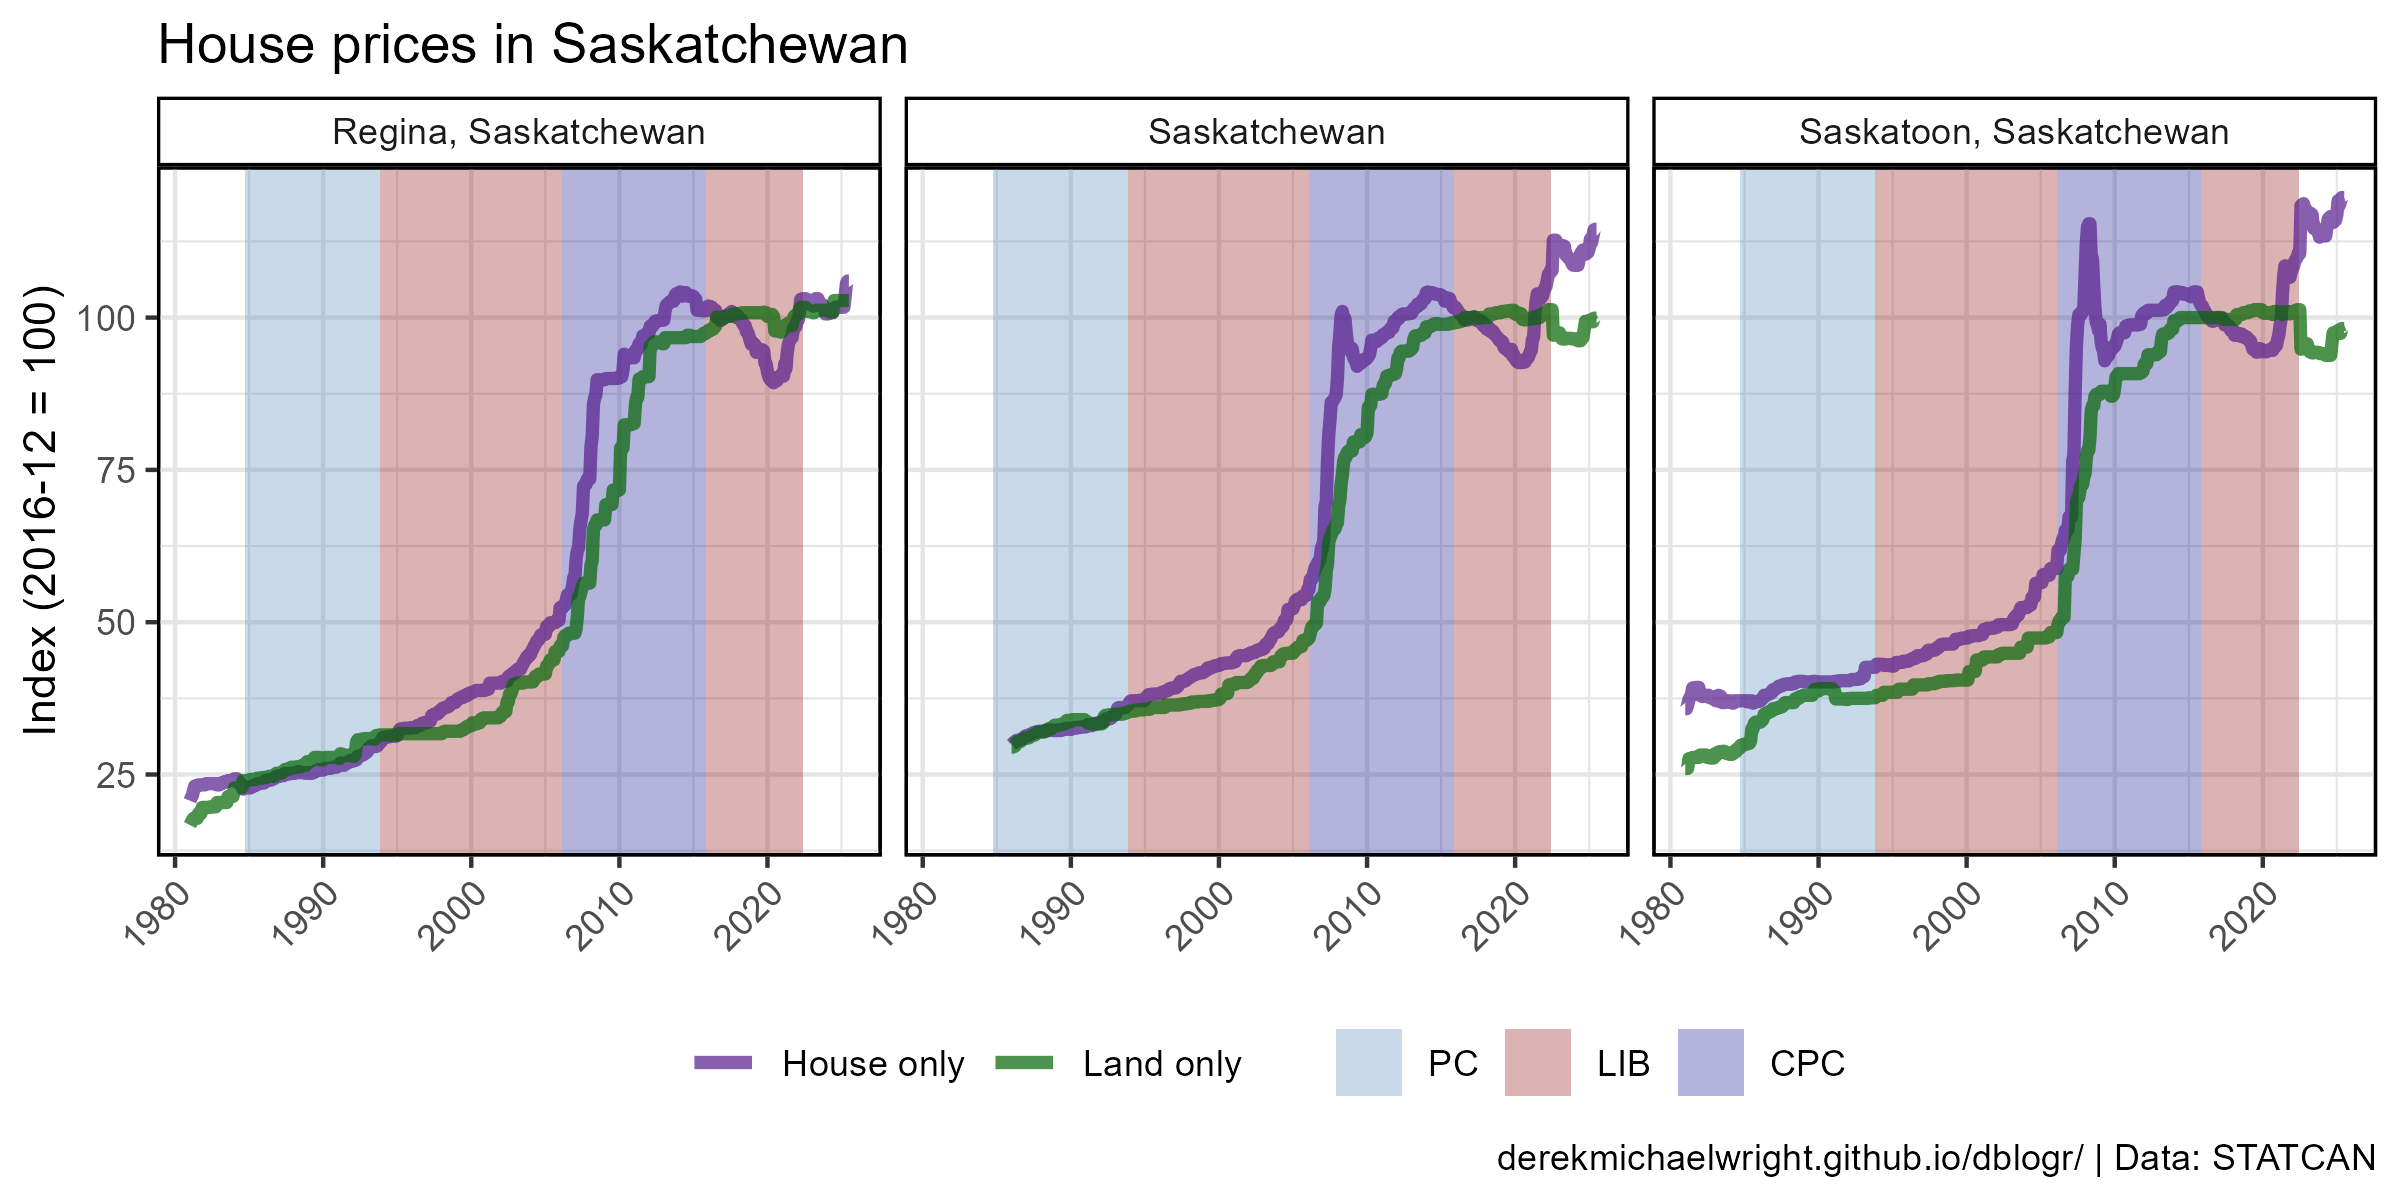 House prices in Saskatchewan
Regina, Saskatchewan
Saskatchewan
Saskatoon, Saskatchewan
Index (2016-12 = 100)
100
75
50
25
1980 1990 2000 2010 2020
1980 1990 2000 2010 2020
1980 1990 2000 2010 2020
House only Land only PC LIB CPC
derekmichaelwright.github.io/dblogr/ | Data: STATCAN